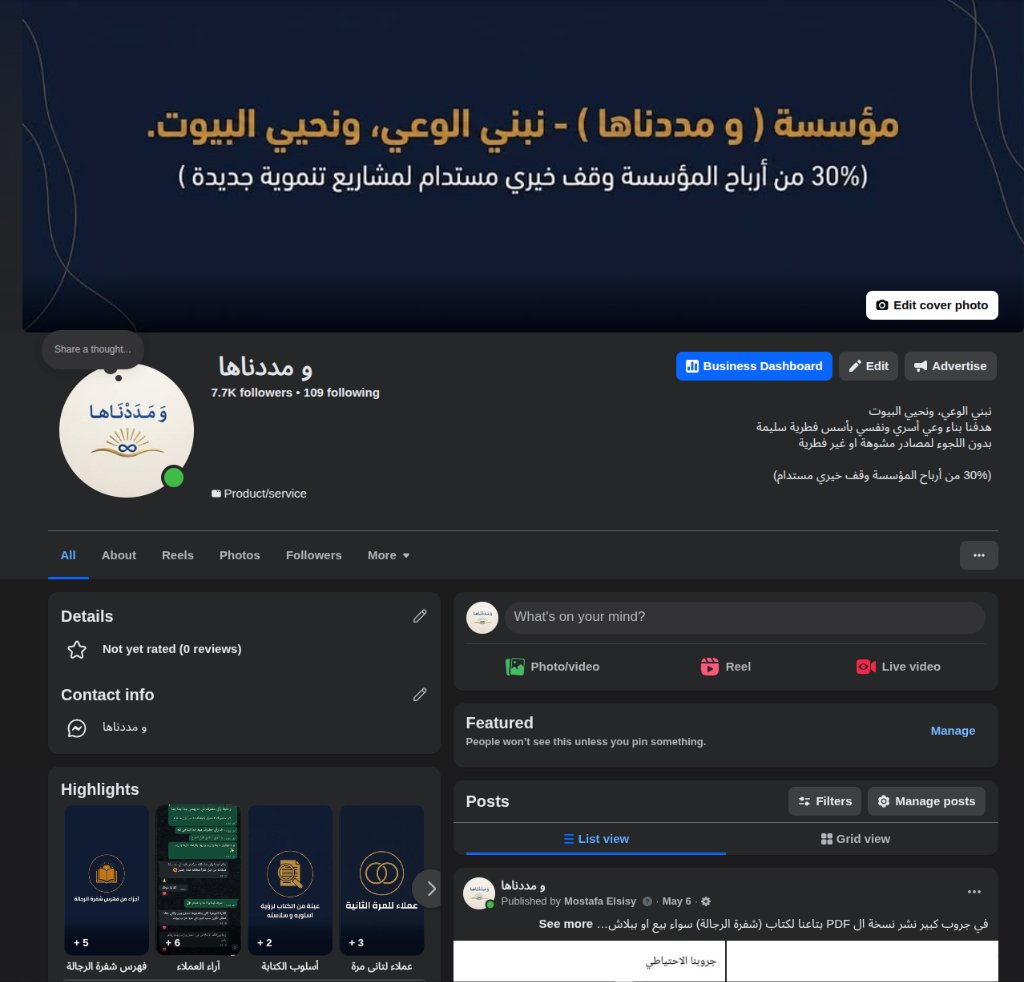 مؤسسة ( و مددناها ) - نبني الوعي، ونحيي البيوت.
(30% من أرباح المؤسسة وقف خيري مستدام لمشاريع تنموية جديدة )
Edit cover photo
Share a thought...
وَمَدَدْنَاهـا
و مددناها
7.7K followers • 109 following
Product/service
Business Dashboard
Edit
Advertise
نبني الوعي، ونحيي البيوت
هدفنا بناء وعي أسري ونفسي بأسس فطرية سليمة
بدون اللجوء لمصادر مشوهة او غير فطرية
(30% من أرباح المؤسسة وقف خيري مستدام)
All
About
Reels
Photos
Followers
More
Details
Not yet rated (0 reviews)
Contact info
و مددناها
Highlights
أجزاء من فهرس شفرة الرجالة
+ 5
فهرس شفرة الرجالة
+ 6
آراء العملاء
عينة من الكتاب لرؤية
اسلوبه و سلاسته
+ 2
أسلوب الكتابة
عملاء للمرة الثانية
+ 3
عملاء لتانى مرة
What's on your mind?
Photo/video
Reel
Live video
Featured
People won't see this unless you pin something.
Manage
Posts
Filters
Manage posts
List view
Grid view
و مددناها
Published by Mostafa Elsisy · May 6 ·
في جروب كبير نشر نسخة ال PDF بتاعنا لكتاب (شفرة الرجالة) سواء بيع او ببلاش... See more
جروبنا الاحتياطي